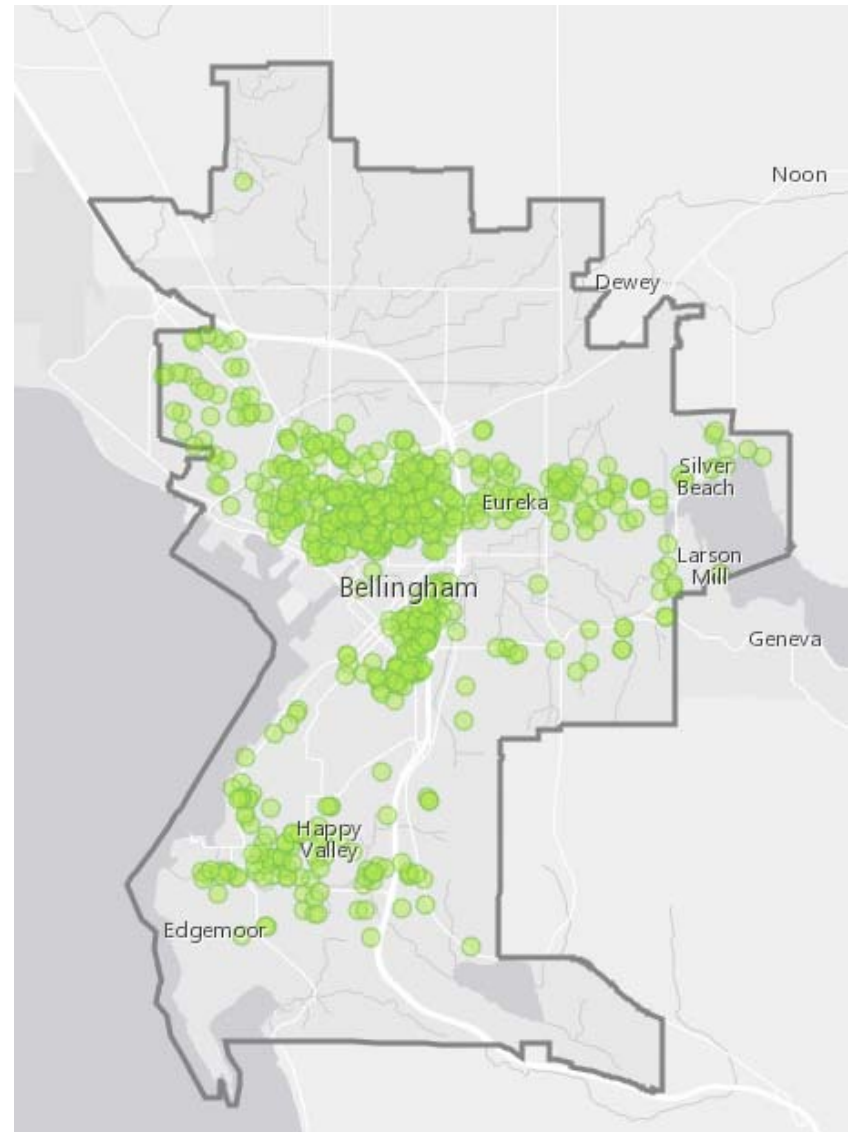 Noon
Dewey
Silver
Beach
Eureka
Larson
Mill
Bellingham
Geneva
Happy
Valley
Edgemoor